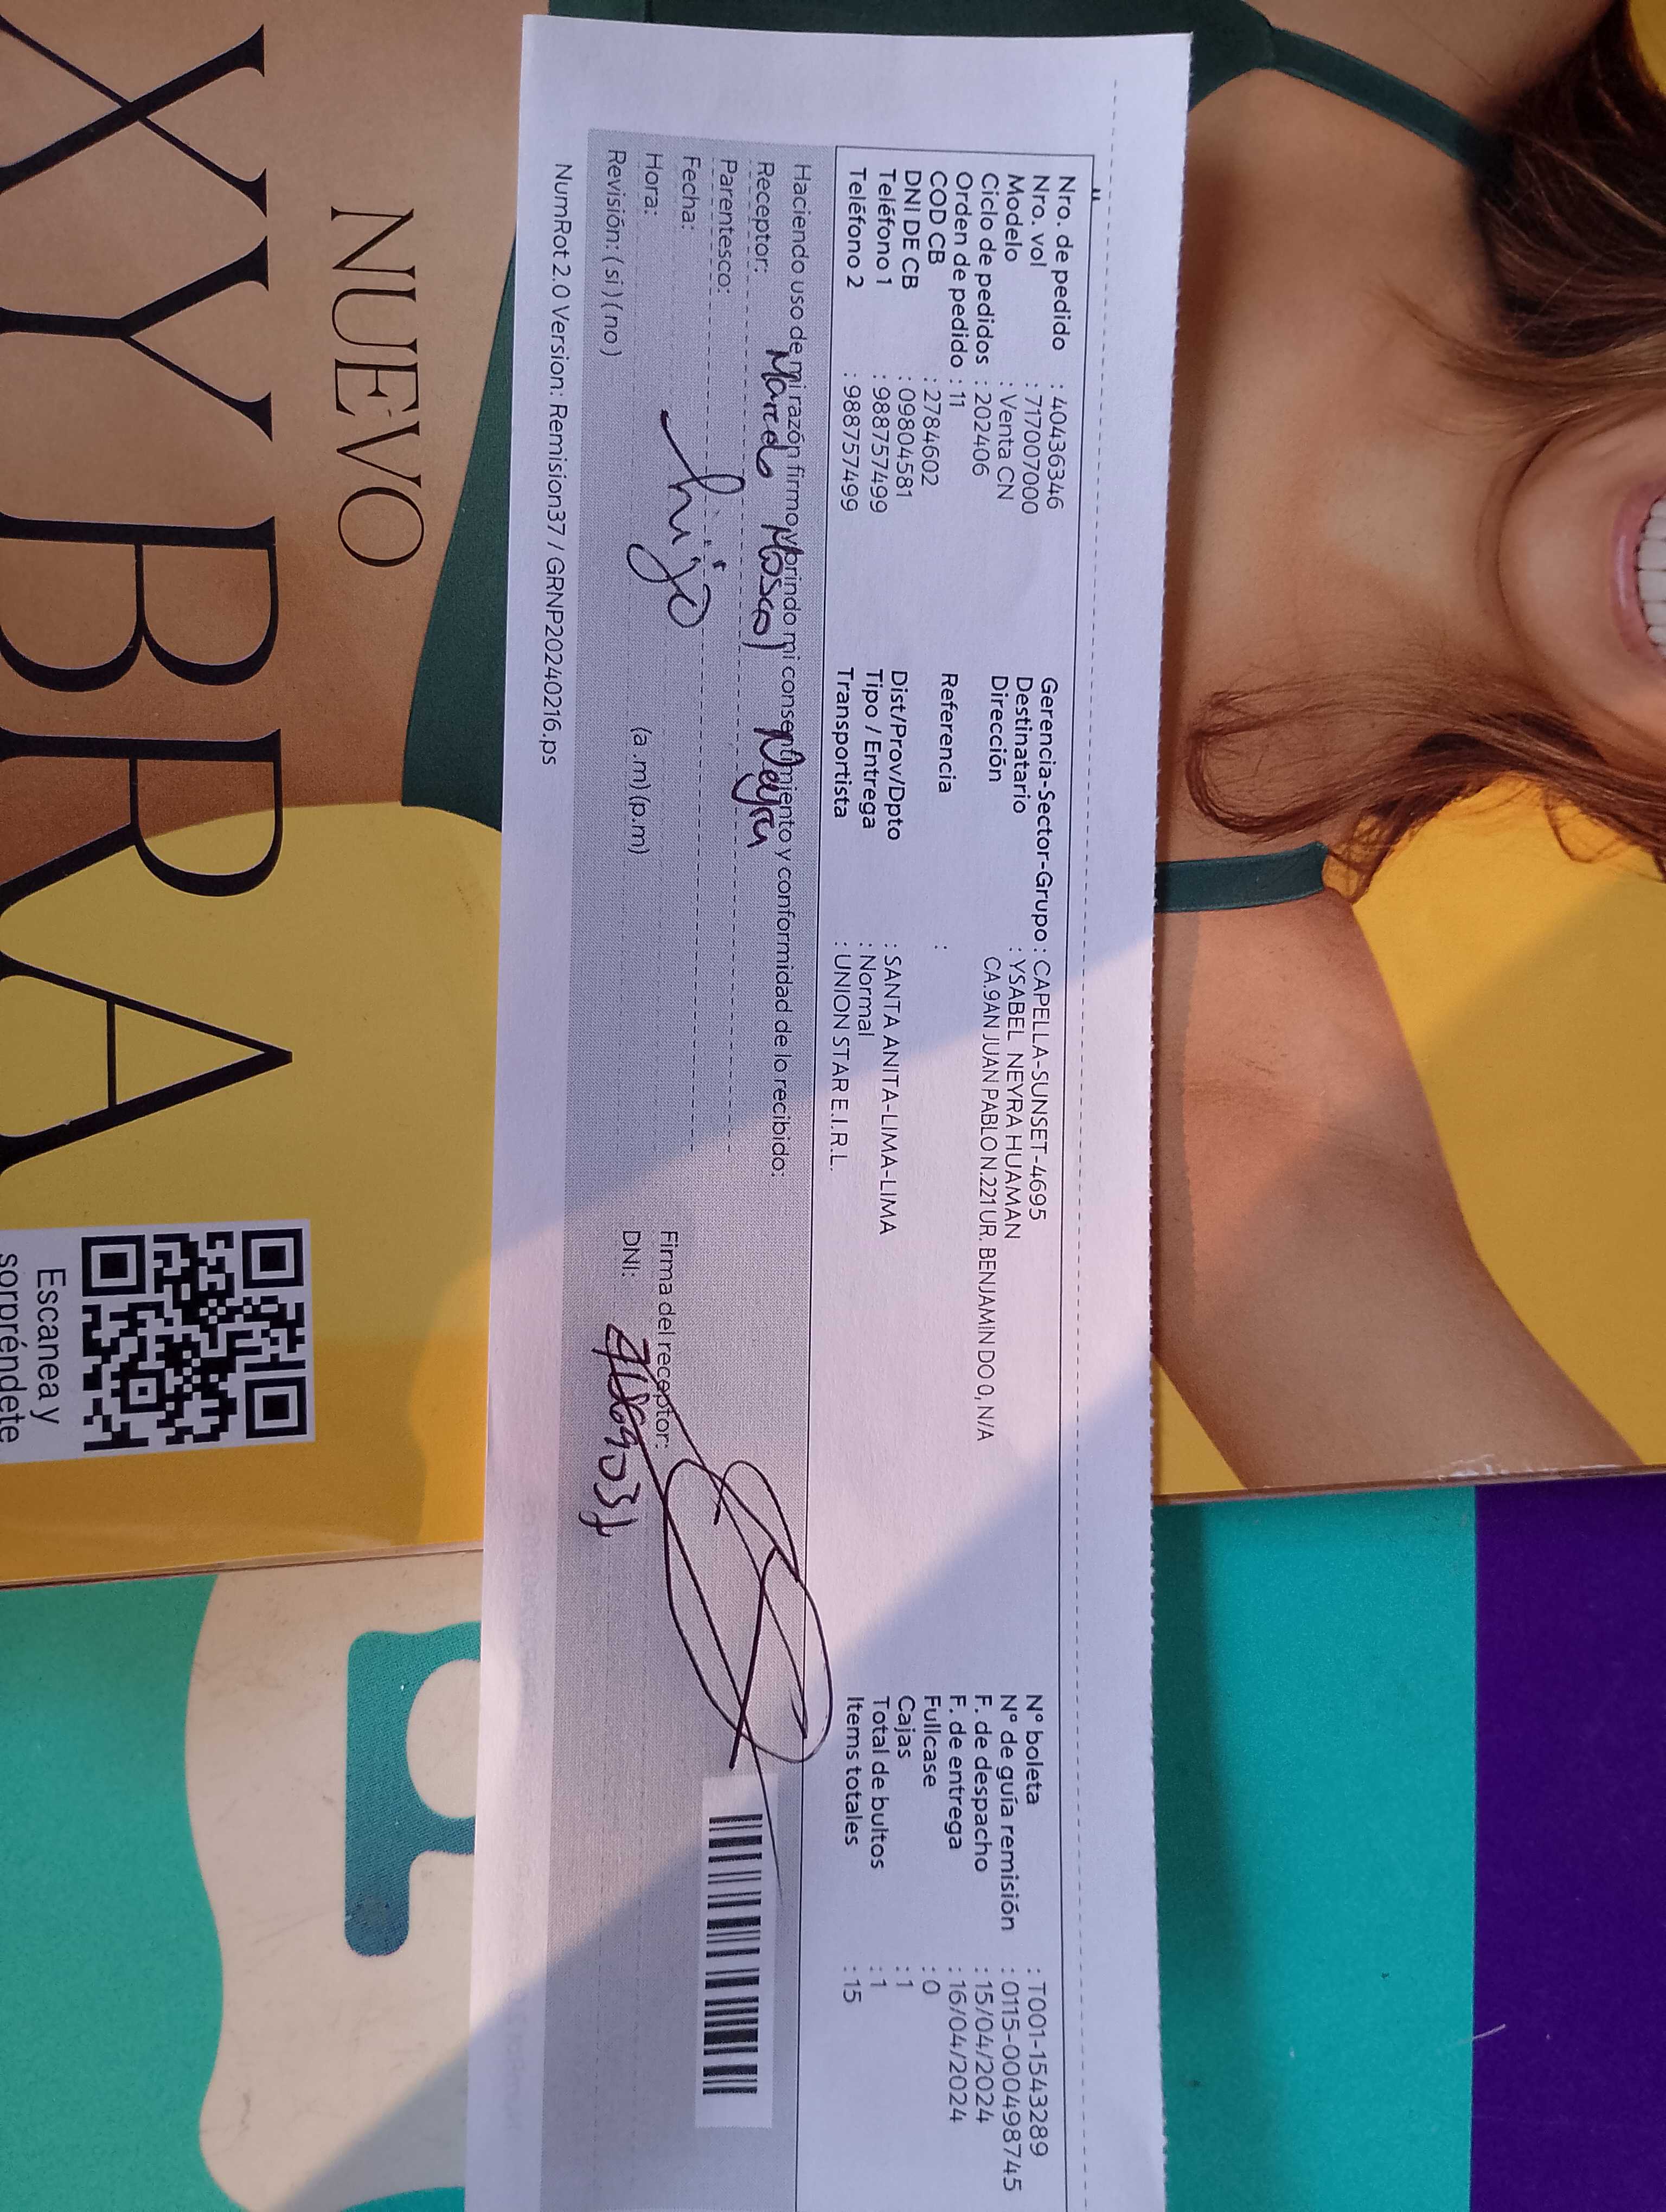 Nro. de pedido : 40436346
Nro. vol : 717007000
Modelo : Venta CN
Ciclo de pedidos : 202406
Orden de pedido : 11
COD CB : 2784602
DNI DE CB : 09804581
Teléfono 1 : 988757499
Teléfono 2 : 988757499
Gerencia-Sector-Grupo : CAPELLA-SUNSET-4695
Destinatario : YSABEL NEYRA HUAMAN
Dirección CA.9AN JUAN PABLO N.221 UR. BENJAMIN DO 0, N/A
Referencia :
Dist/Prov/Dpto : SANTA ANITA-LIMA-LIMA
Tipo / Entrega : Normal
Transportista : UNION STAR E.I.R.L.
N° boleta : T001-1543289
N° de guía remisión : 0115-000498745
F. de despacho : 15/04/2024
F. de entrega : 16/04/2024
Fullcase : 0
Cajas : 1
Total de bultos : 1
Items totales : 15
Haciendo uso de mi razón firmo y brindo mi consentimiento y conformidad de lo recibido:
Receptor:
Parentesco: hijo
Fecha:
Hora: (a .m) (p.m)
Revisión: ( si ) ( no )
Firma del receptor:
DNI:
NumRot 2.0 Version: Remision37 / GRNP20240216.ps
NUEVO
XY BRA
Escanea y
sorpréndete